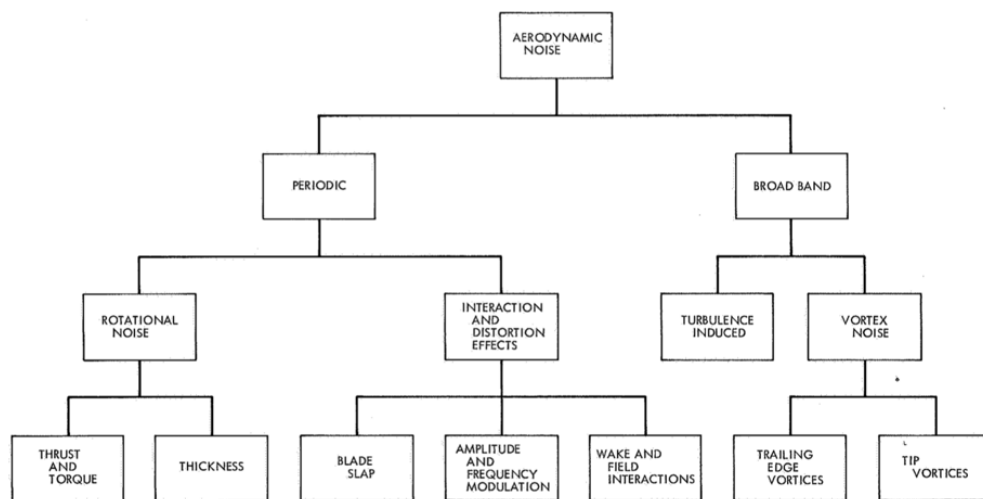 AERODYNAMIC
NOISE
PERIODIC
BROAD BAND
ROTATIONAL
NOISE
INTERACTION
AND
DISTORTION
EFFECTS
TURBULENCE
INDUCED
VORTEX
NOISE
THRUST
AND
TORQUE
THICKNESS
BLADE
SLAP
AMPLITUDE
AND
FREQUENCY
MODULATION
WAKE AND
FIELD
INTERACTIONS
TRAILING
EDGE
VORTICES
TIP
VORTICES